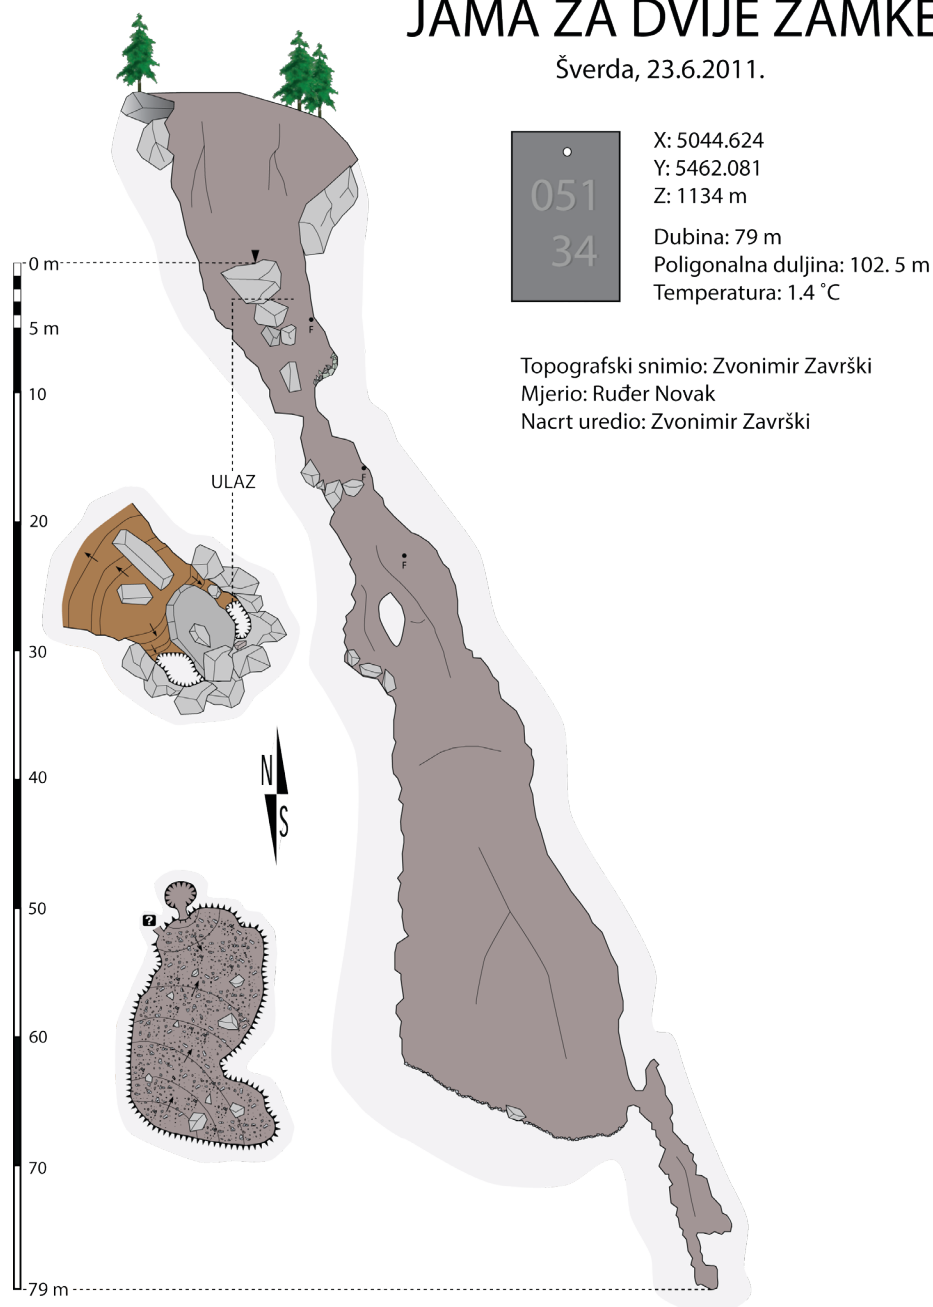 JAMA ZA DVIJE ZAMKE
Šverda, 23.6.2011.
051
34
X: 5044.624
Y: 5462.081
Z: 1134 m
Dubina: 79 m
Poligonalna duljina: 102. 5 m
Temperatura: 1.4 ˚C
Topografski snimio: Zvonimir Završki
Mjerio: Ruđer Novak
Nacrt uredio: Zvonimir Završki
0 m
5 m
F
10
F
ULAZ
20
F
30
N
40
S
50
?
60
70
79 m